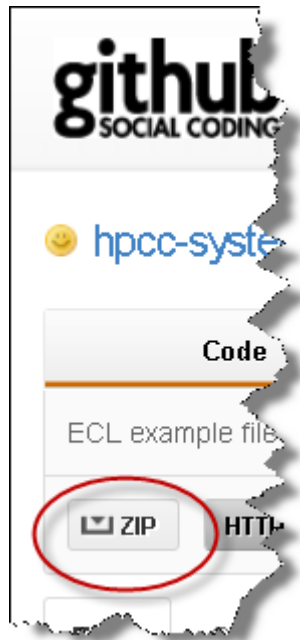 github
SOCIAL CODING
hpcc-syste
Code
ECL example file
ZIP HTTP